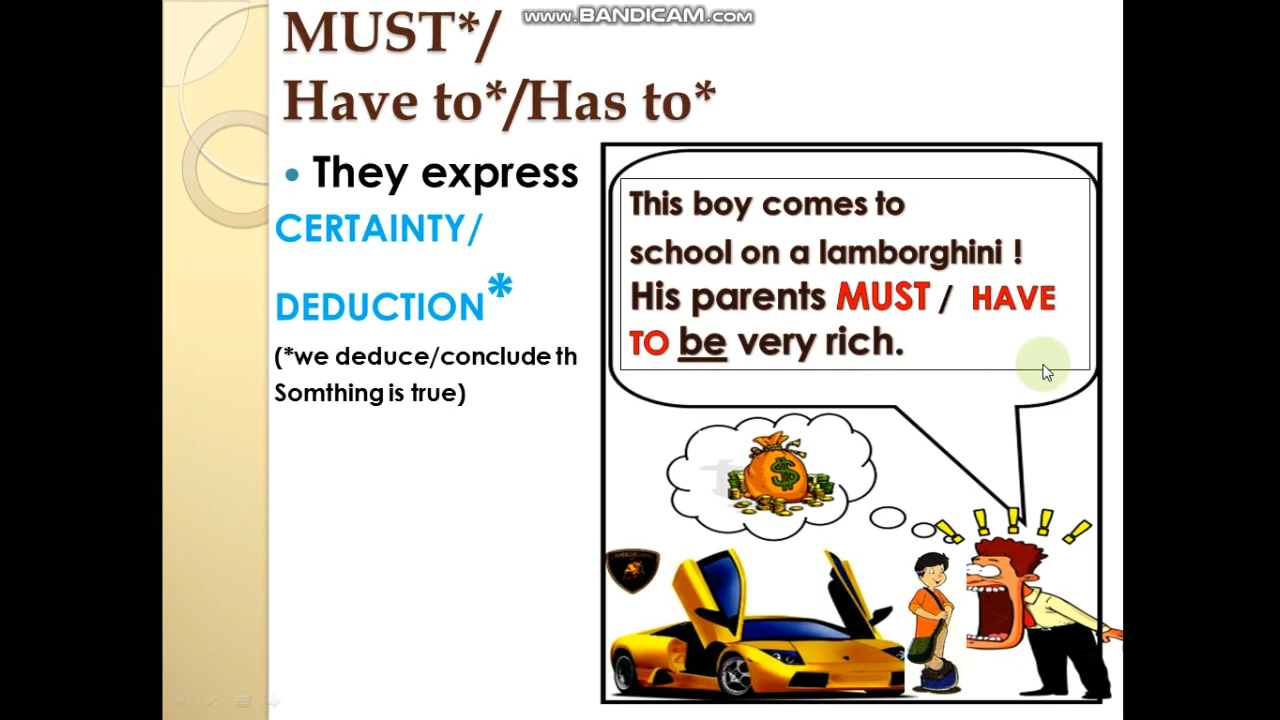 www.BANDICAM.com
MUST*/
Have to*/Has to*
• They express
CERTAINTY/
DEDUCTION*
(*we deduce/conclude th
Somthing is true)
This boy comes to
school on a lamborghini !
His parents MUST / HAVE
TO be very rich.
$